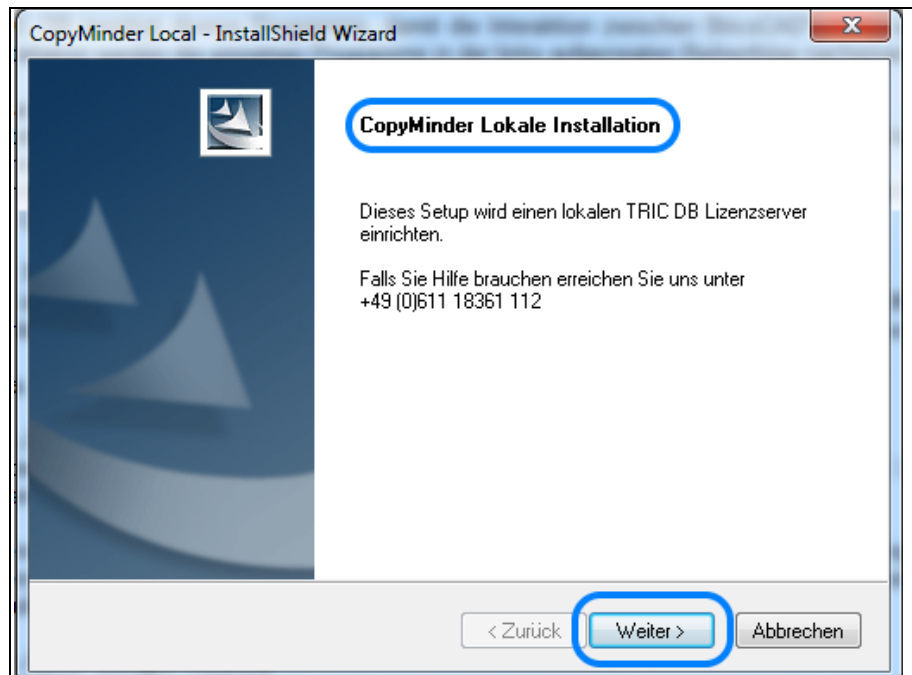 CopyMinder Local - InstallShield Wizard
CopyMinder Lokale Installation
Dieses Setup wird einen lokalen TRIC DB Lizenzserver
einrichten.
Falls Sie Hilfe brauchen erreichen Sie uns unter
+49 (0)611 18361 112
< Zurück
Weiter >
Abbrechen